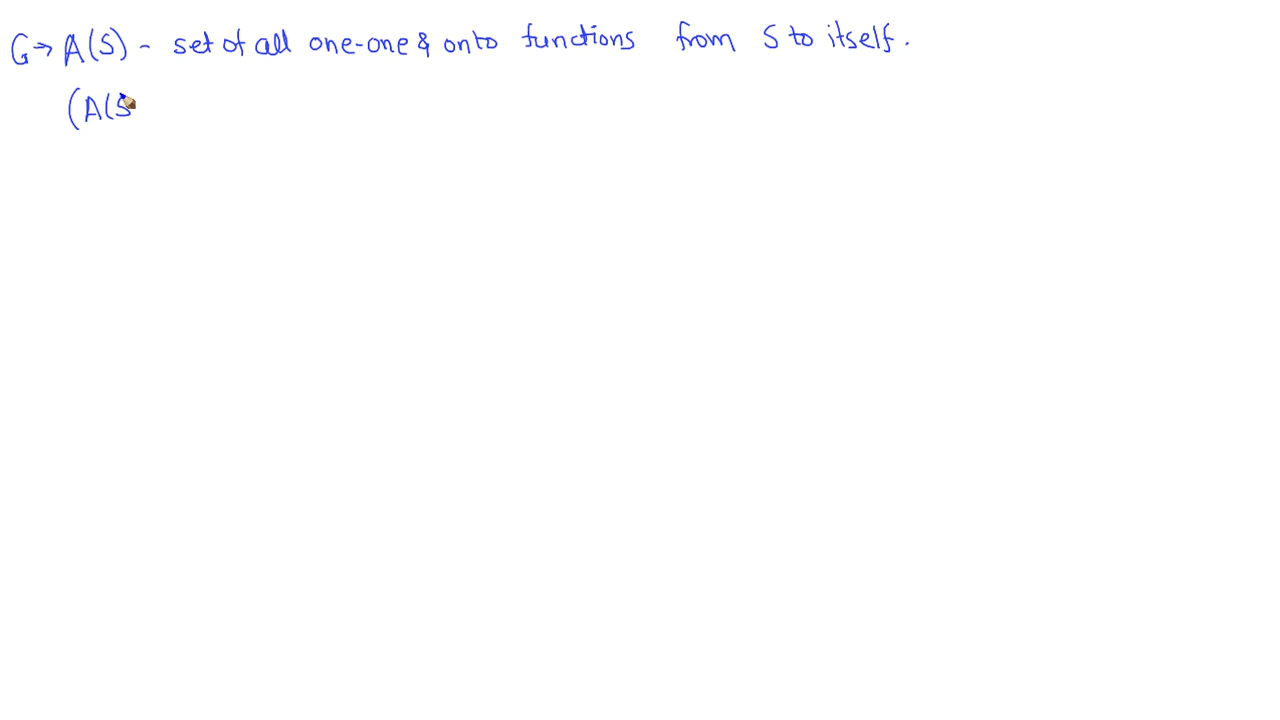 G → A(S) - set of all one-one & onto functions from S to itself.
(A(S